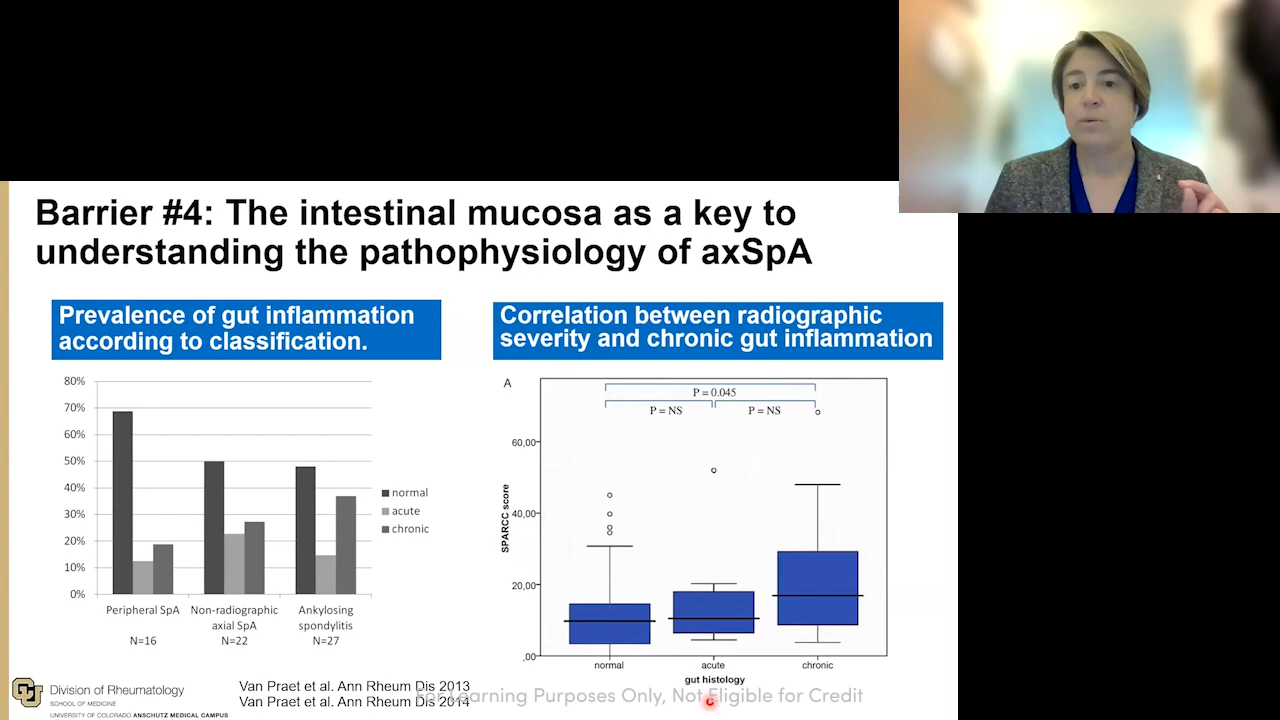 Barrier #4: The intestinal mucosa as a key to
understanding the pathophysiology of axSpA
Prevalence of gut inflammation
according to classification.
80%
70%
60%
50%
40%
30%
20%
10%
0%
normal
acute
chronic
Peripheral SpA
N=16
Non-radiographic
axial SpA
N=22
Ankylosing
spondylitis
N=27
Correlation between radiographic
severity and chronic gut inflammation
A
P = 0.045
P = NS
P = NS
60,00
40,00
20,00
,00
SPARCC score
normal
acute
chronic
gut histology
Division of Rheumatology
SCHOOL OF MEDICINE
UNIVERSITY OF COLORADO ANSCHUTZ MEDICAL CAMPUS
Van Praet et al. Ann Rheum Dis 2013
Van Praet et al. Ann Rheum Dis 2014
For Learning Purposes Only, Not Eligible for Credit